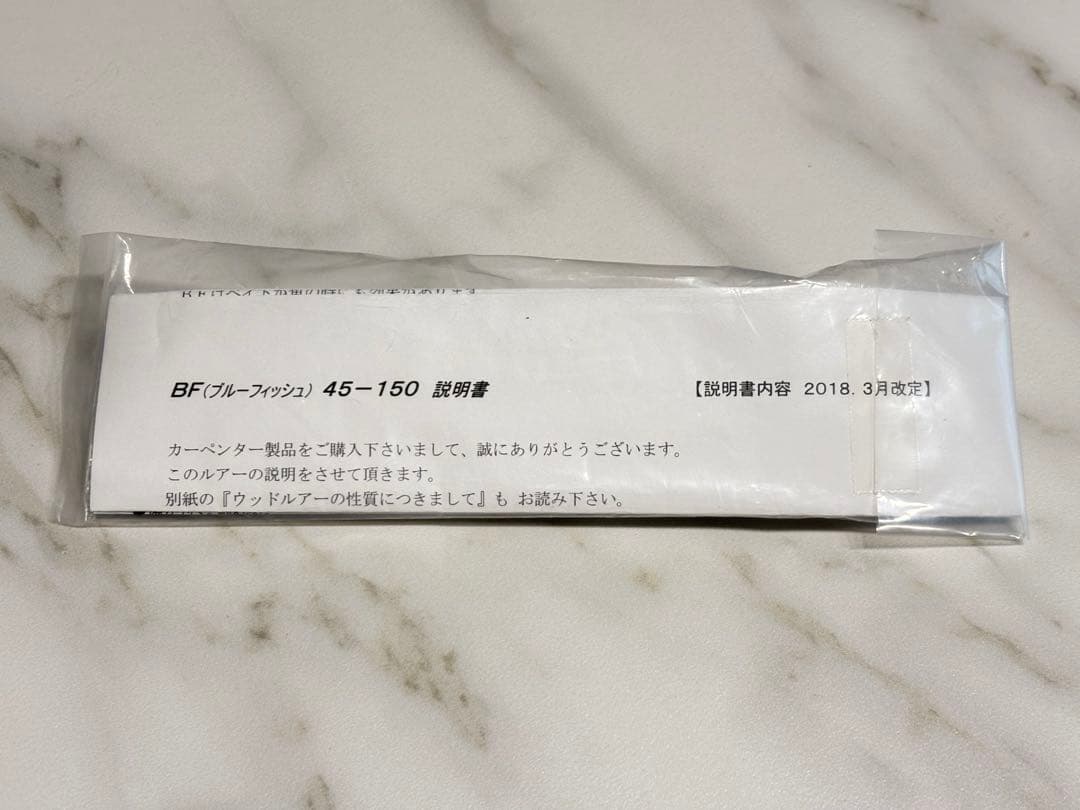 BF(ブルーフィッシュ) 45-150 説明書 【説明書内容 2018. 3月改定】
カーペンター製品をご購入下さいまして、誠にありがとうございます。
このルアーの説明をさせて頂きます。
別紙の『ウッドルアーの性質につきまして』も お読み下さい。